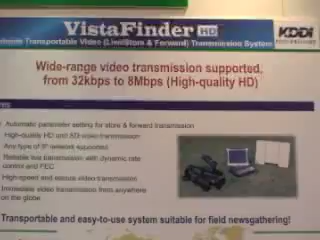 VistaFinder HD
Transportable Video (Live/Store & Forward) Transmission System
KDDI
Wide-range video transmission supported,
from 32kbps to 8Mbps (High-quality HD)
Automatic parameter setting for store & forward transmission
High-quality HD and SD video transmission
Any type of IP network supported
Reliable live transmission with dynamic rate
control and FEC
High-speed and secure video transmission
Immediate video transmission from anywhere
on the globe
Transportable and easy-to-use system suitable for field newsgathering!